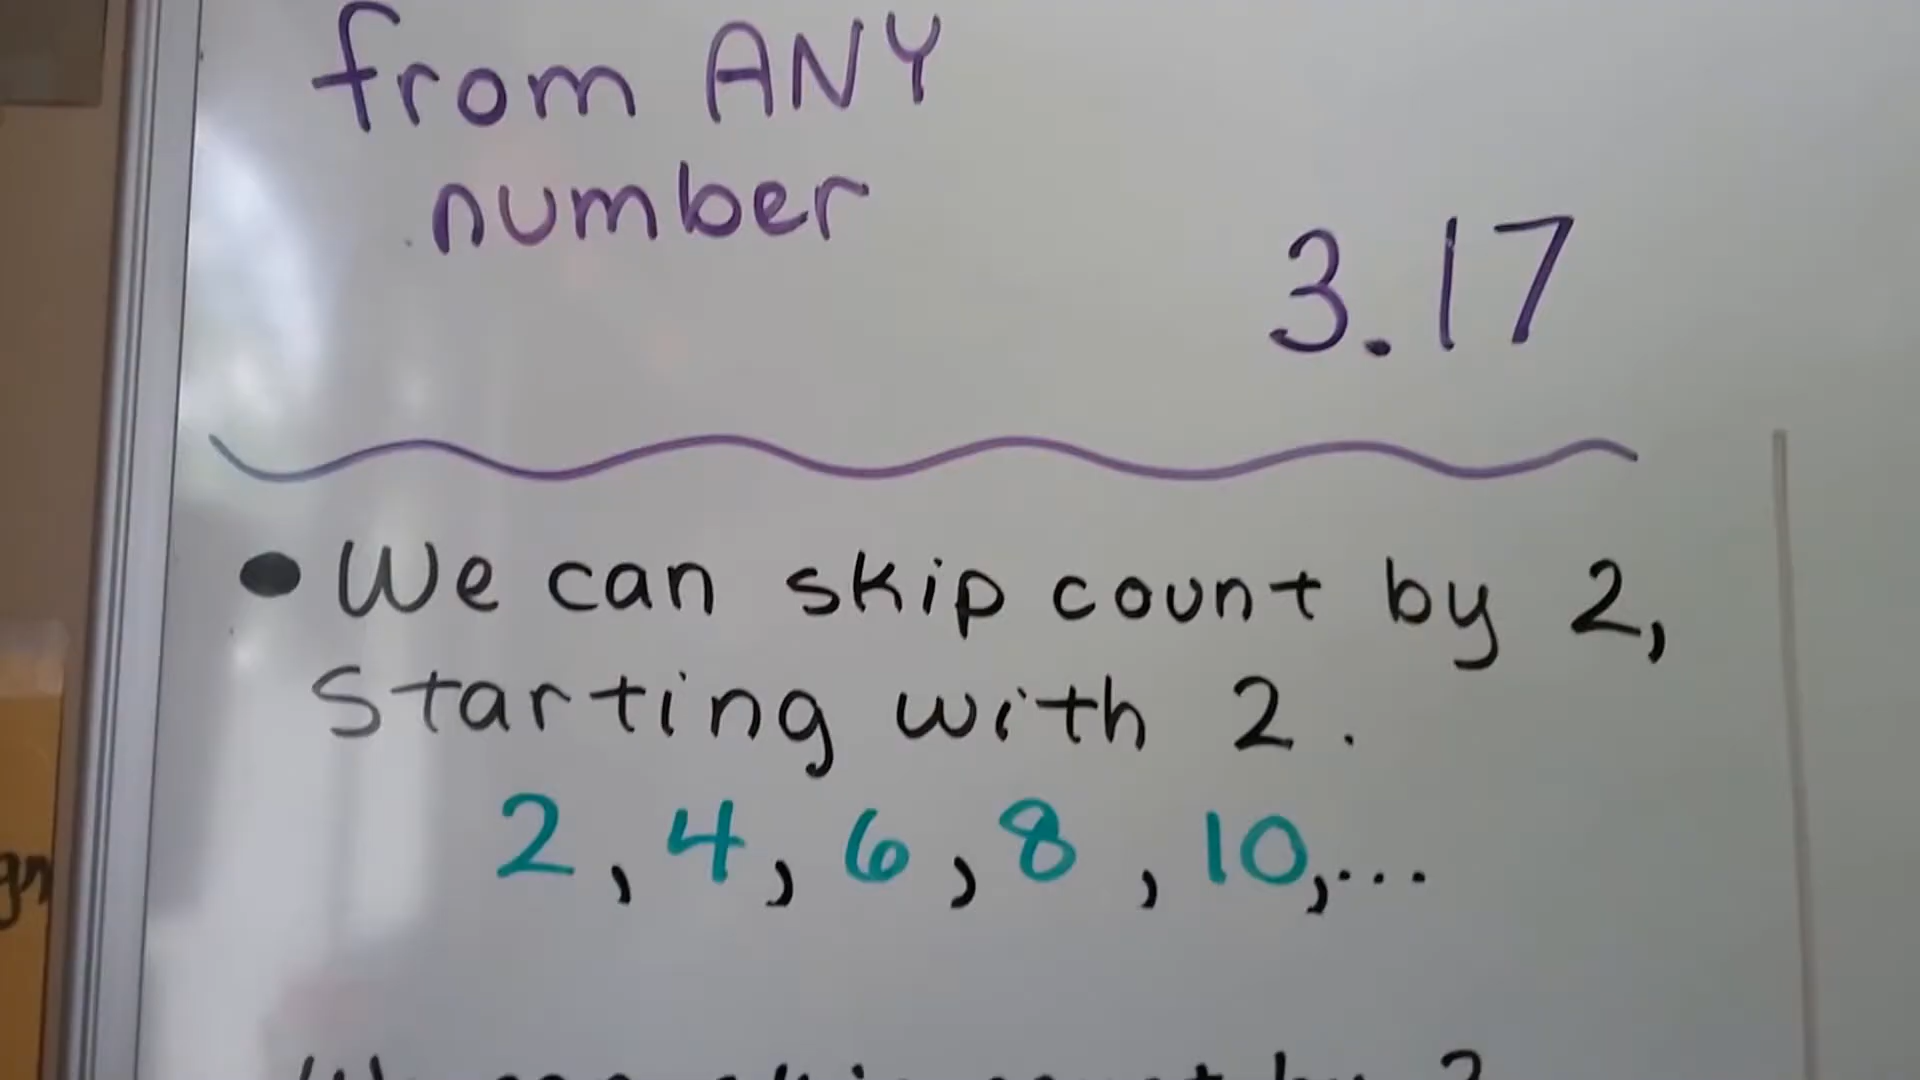 from ANY
number
3.17
• We can skip count by 2,
Starting with 2.
2, 4, 6, 8, 10,...